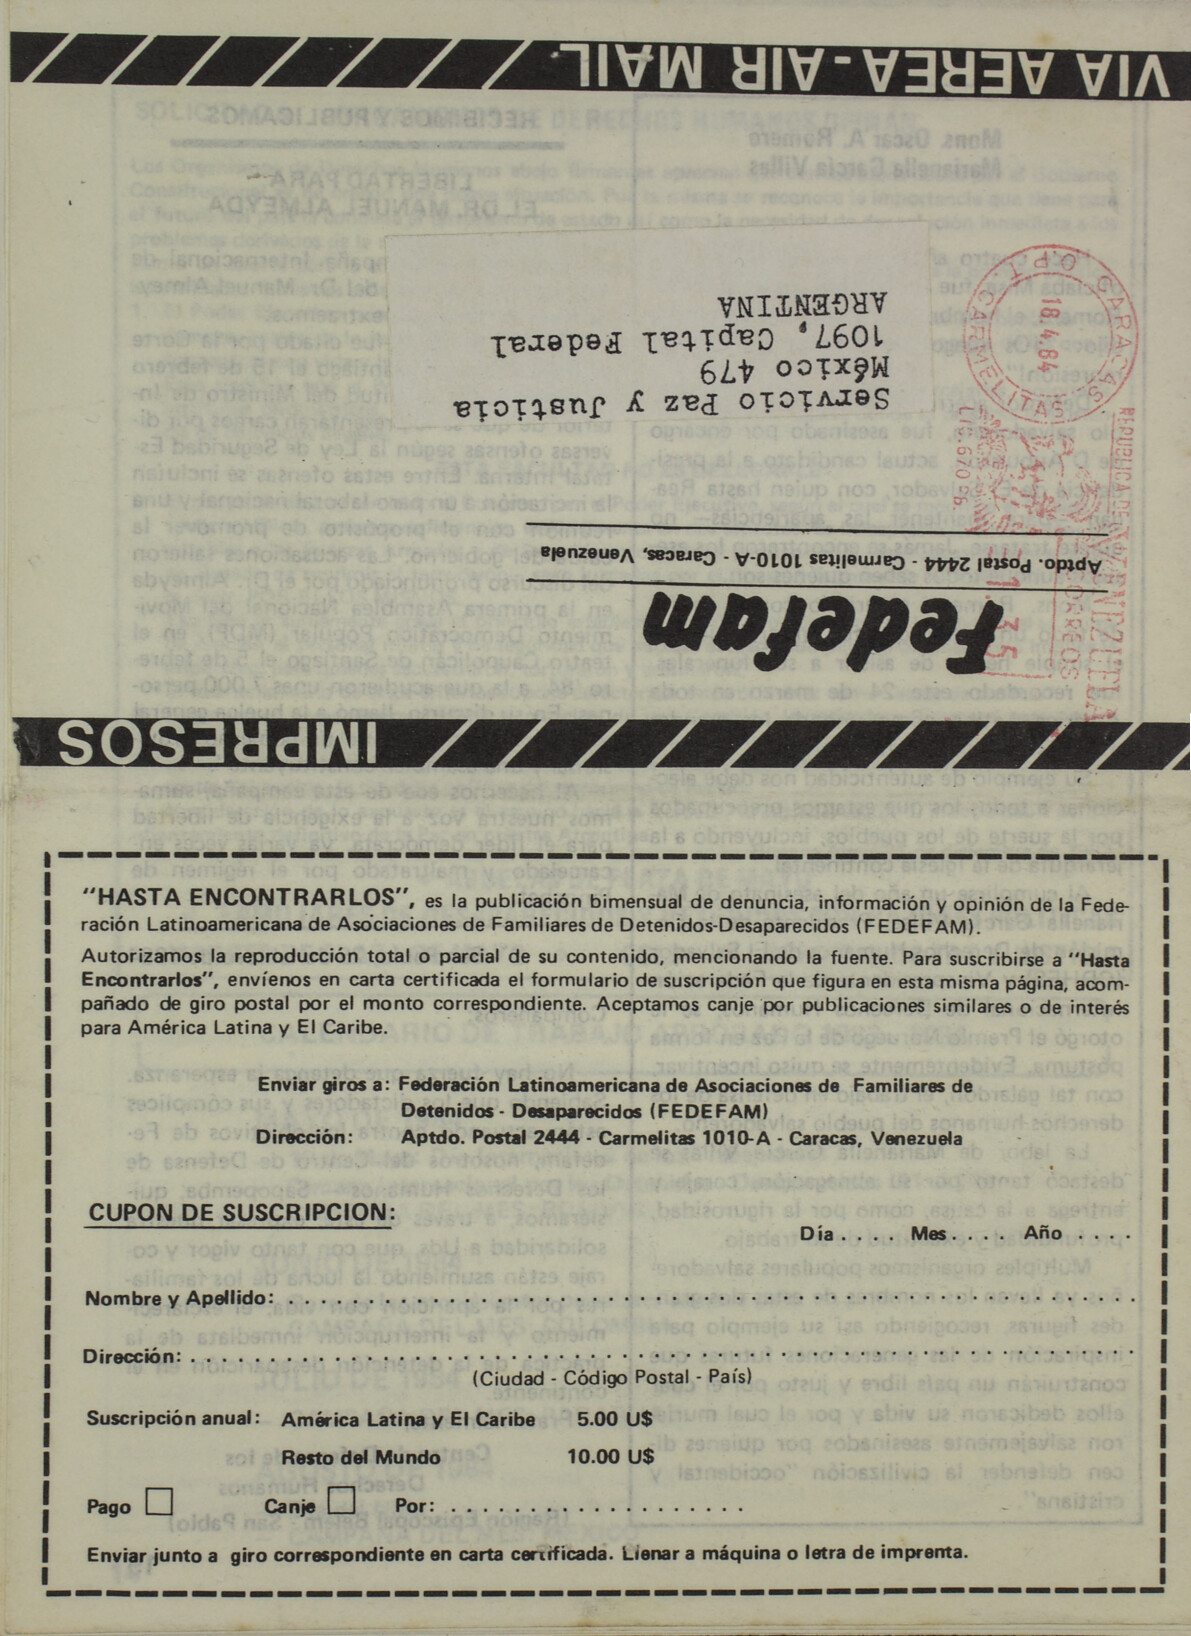 VIA AEREA - AIR MAIL
Servicio Paz y Justicia
México 479
1097, Capital Federal
ARGENTINA
O.P.T. CARACAS
CARMELITAS
18.4.84
REPUBLICA DE
VENEZUELA
CORREOS
Fedefam
Aptdo. Postal 2444 - Carmelitas 1010-A - Caracas, Venezuela
IMPRESOS
"HASTA ENCONTRARLOS", es la publicación bimensual de denuncia, información y opinión de la Fede-
ración Latinoamericana de Asociaciones de Familiares de Detenidos-Desaparecidos (FEDEFAM).
Autorizamos la reproducción total o parcial de su contenido, mencionando la fuente. Para suscribirse a "Hasta
Encontrarlos", envíenos en carta certificada el formulario de suscripción que figura en esta misma página, acom-
pañado de giro postal por el monto correspondiente. Aceptamos canje por publicaciones similares o de interés
para América Latina y El Caribe.
Enviar giros a: Federación Latinoamericana de Asociaciones de Familiares de
Detenidos - Desaparecidos (FEDEFAM)
Dirección: Aptdo. Postal 2444 - Carmelitas 1010-A - Caracas, Venezuela
CUPON DE SUSCRIPCION:
Día . . . . Mes. . . . Año . . . .
Nombre y Apellido: . . . . . . . . . . . . . . . . . . . . . . . . . . . . . . . . . . . . . . . . . . . . . . . . . . . . .
Dirección: . . . . . . . . . . . . . . . . . . . . . . . . . . . . . . . . . . . . . . . . . . . . . . . . . . . . . . . . . . .
(Ciudad - Código Postal - País)
Suscripción anual: América Latina y El Caribe 5.00 U$
Resto del Mundo 10.00 U$
Pago Canje Por: . . . . . . . . . . . . . . . . . . .
Enviar junto a giro correspondiente en carta certificada. Llenar a máquina o letra de imprenta.